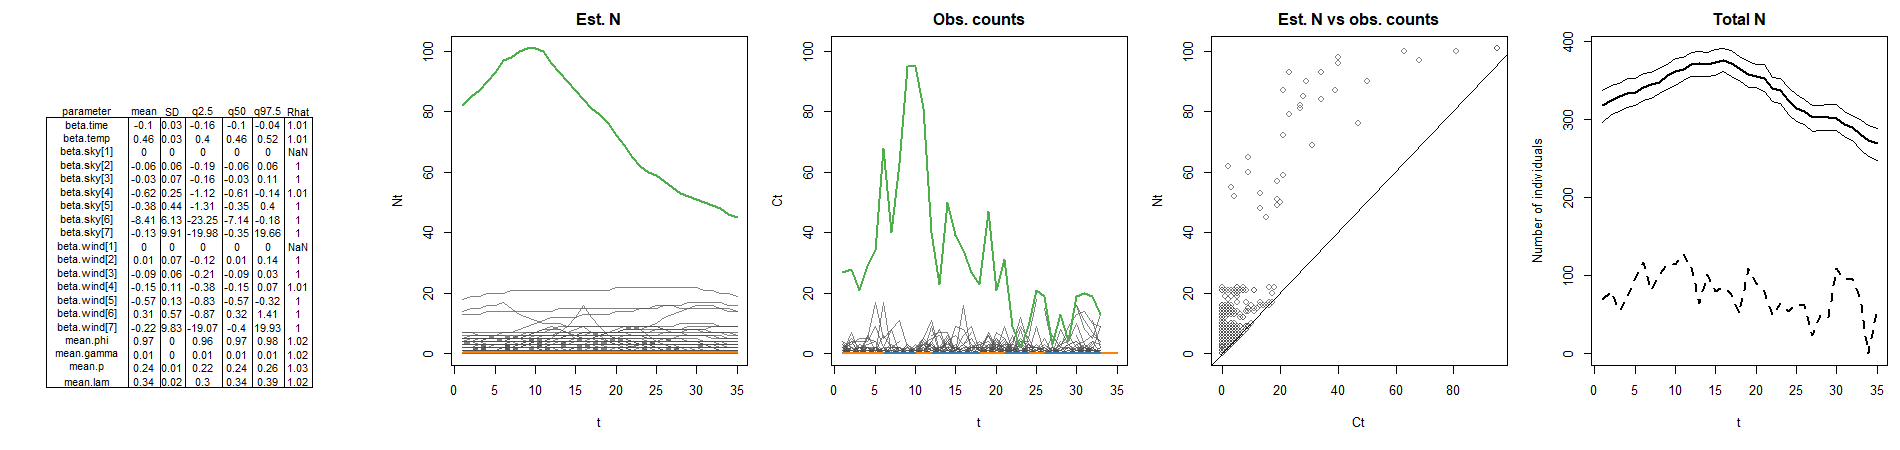 parameter mean SD q2.5 q50 q97.5 Rhat
beta.time -0.1 0.03 -0.16 -0.1 -0.04 1.01
beta.temp 0.46 0.03 0.4 0.46 0.52 1.01
beta.sky[1] 0 0 0 0 0 NaN
beta.sky[2] -0.06 0.06 -0.19 -0.06 0.06 1
beta.sky[3] -0.03 0.07 -0.16 -0.03 0.11 1
beta.sky[4] -0.62 0.25 -1.12 -0.61 -0.14 1.01
beta.sky[5] -0.38 0.44 -1.31 -0.35 0.4 1
beta.sky[6] -8.41 6.13 -23.25 -7.14 -0.18 1
beta.sky[7] -0.13 9.91 -19.98 -0.35 19.66 1
beta.wind[1] 0 0 0 0 0 NaN
beta.wind[2] 0.01 0.07 -0.12 0.01 0.14 1
beta.wind[3] -0.09 0.06 -0.21 -0.09 0.03 1
beta.wind[4] -0.15 0.11 -0.38 -0.15 0.07 1.01
beta.wind[5] -0.57 0.13 -0.83 -0.57 -0.32 1
beta.wind[6] 0.31 0.57 -0.87 0.32 1.41 1
beta.wind[7] -0.22 9.83 -19.07 -0.4 19.93 1
mean.phi 0.97 0 0.96 0.97 0.98 1.02
mean.gamma 0.01 0 0.01 0.01 0.01 1.02
mean.p 0.24 0.01 0.22 0.24 0.26 1.03
mean.lam 0.34 0.02 0.3 0.34 0.39 1.02
Est. N
Nt
0 20 40 60 80 100
0 5 10 15 20 25 30 35
t
Obs. counts
Ct
0 20 40 60 80 100
0 5 10 15 20 25 30 35
t
Est. N vs obs. counts
Nt
0 20 40 60 80 100
0 20 40 60 80
Ct
Total N
Number of individuals
0 100 200 300 400
0 5 10 15 20 25 30 35
t